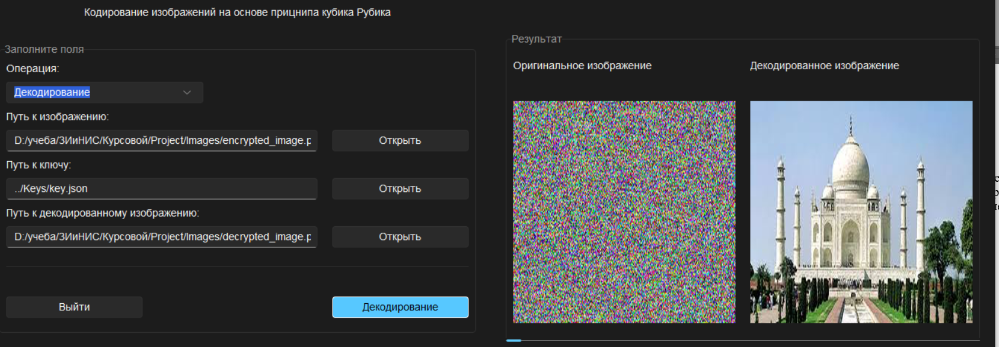 Кодирование изображений на основе прицнипа кубика Рубика
Заполните поля
Операция:
Декодирование
Путь к изображению:
D:/учеба/ЗИиНИС/Курсовой/Project/Images/encrypted_image.p
Открыть
Путь к ключу:
../Keys/key.json
Открыть
Путь к декодированному изображению:
D:/учеба/ЗИиНИС/Курсовой/Project/Images/decrypted_image.p
Открыть
Выйти
Декодирование
Результат
Оригинальное изображение
Декодированное изображение